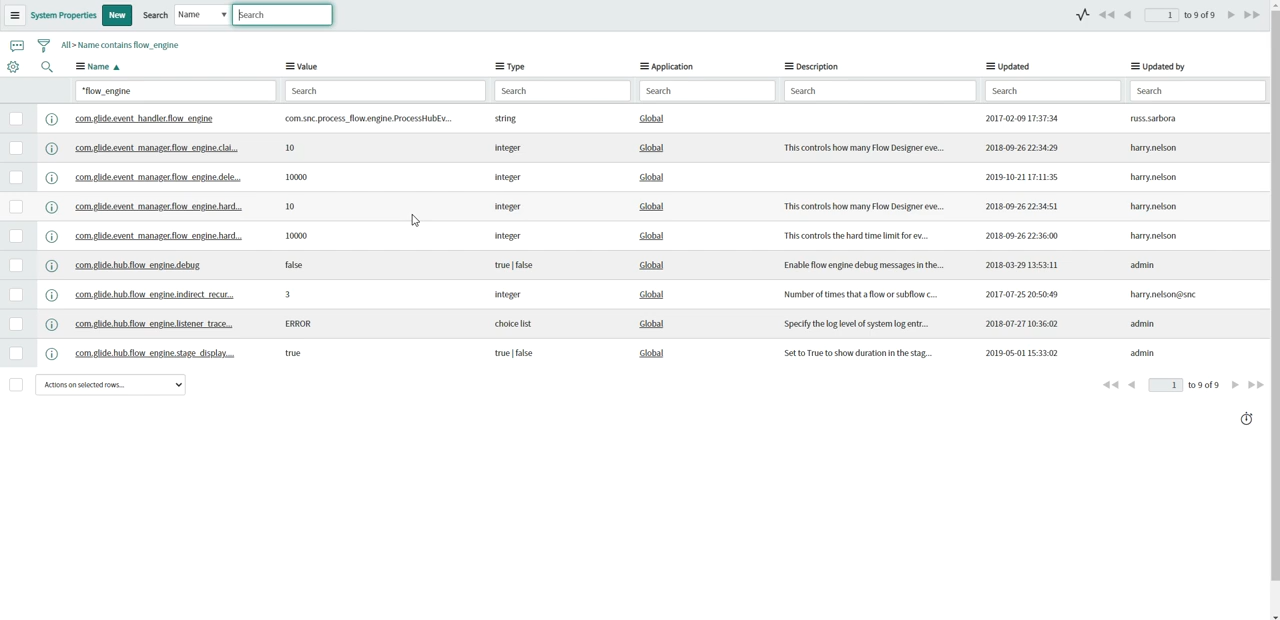 System Properties New Search Name Search 1 to 9 of 9
All > Name contains flow_engine
Name Value Type Application Description Updated Updated by
*flow_engine Search Search Search Search Search Search
com.glide.event_handler.flow_engine com.snc.process_flow.engine.ProcessHubEv... string Global 2017-02-09 17:37:34 russ.sarbora
com.glide.event_manager.flow_engine.clai... 10 integer Global This controls how many Flow Designer eve... 2018-09-26 22:34:29 harry.nelson
com.glide.event_manager.flow_engine.dele... 10000 integer Global 2019-10-21 17:11:35 harry.nelson
com.glide.event_manager.flow_engine.hard... 10 integer Global This controls how many Flow Designer eve... 2018-09-26 22:34:51 harry.nelson
com.glide.event_manager.flow_engine.hard... 10000 integer Global This controls the hard time limit for ev... 2018-09-26 22:36:00 harry.nelson
com.glide.hub.flow_engine.debug false true | false Global Enable flow engine debug messages in the... 2018-03-29 13:53:11 admin
com.glide.hub.flow_engine.indirect_recur... 3 integer Global Number of times that a flow or subflow c... 2017-07-25 20:50:49 harry.nelson@snc
com.glide.hub.flow_engine.listener_trace... ERROR choice list Global Specify the log level of system log entr... 2018-07-27 10:36:02 admin
com.glide.hub.flow_engine.stage_display.... true true | false Global Set to True to show duration in the stag... 2019-05-01 15:33:02 admin
Actions on selected rows... 1 to 9 of 9